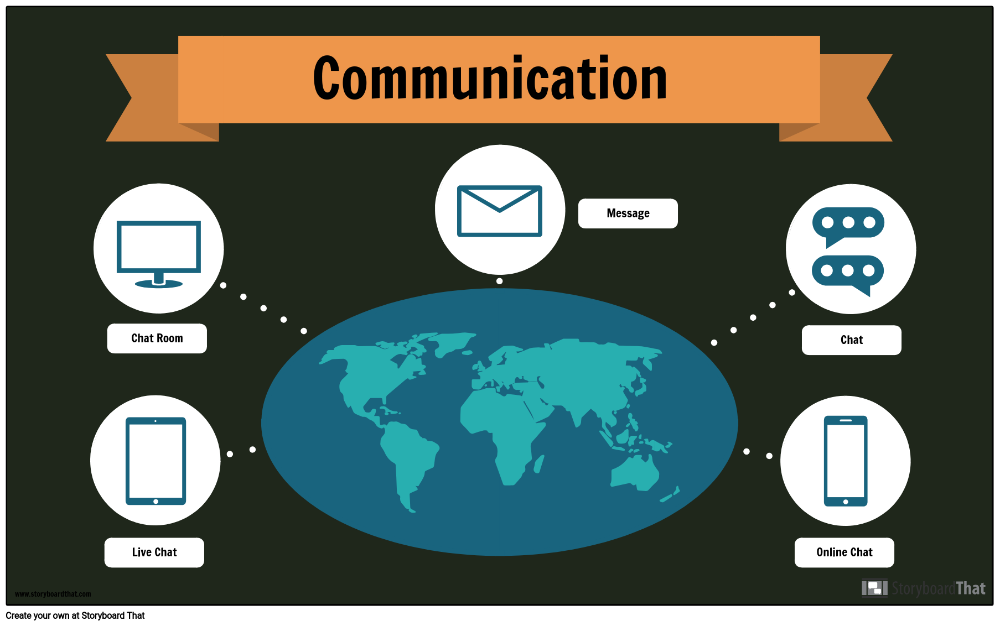 Communication
Message
Chat Room
Chat
Live Chat
Online Chat
www.storyboardthat.com
StoryboardThat
Create your own at Storyboard That